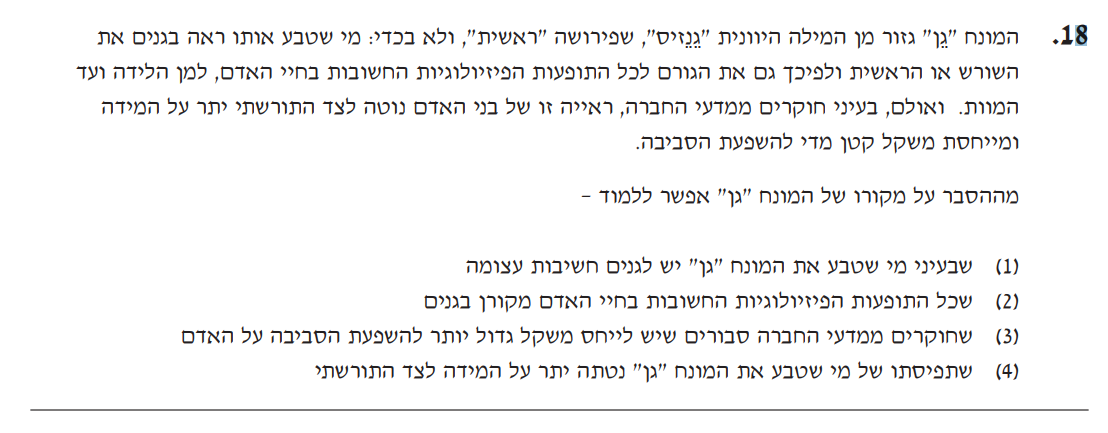 18. המונח "גֵן" גזור מן המילה היוונית "גֵנֵזיס", שפירושה "ראשית", ולא בכדי: מי שטבע אותו ראה בגנים את
השורש או הראשית ולפיכך גם את הגורם לכל התופעות הפיזיולוגיות החשובות בחיי האדם, למן הלידה ועד
המוות. ואולם, בעיני חוקרים ממדעי החברה, ראייה זו של בני האדם נוטה לצד התורשתי יתר על המידה
ומייחסת משקל קטן מדי להשפעת הסביבה.
מההסבר על מקורו של המונח "גן" אפשר ללמוד –
(1) שבעיני מי שטבע את המונח "גן" יש לגנים חשיבות עצומה
(2) שכל התופעות הפיזיולוגיות החשובות בחיי האדם מקורן בגנים
(3) שחוקרים ממדעי החברה סבורים שיש לייחס משקל גדול יותר להשפעת הסביבה על האדם
(4) שתפיסתו של מי שטבע את המונח "גן" נטתה יתר על המידה לצד התורשתי